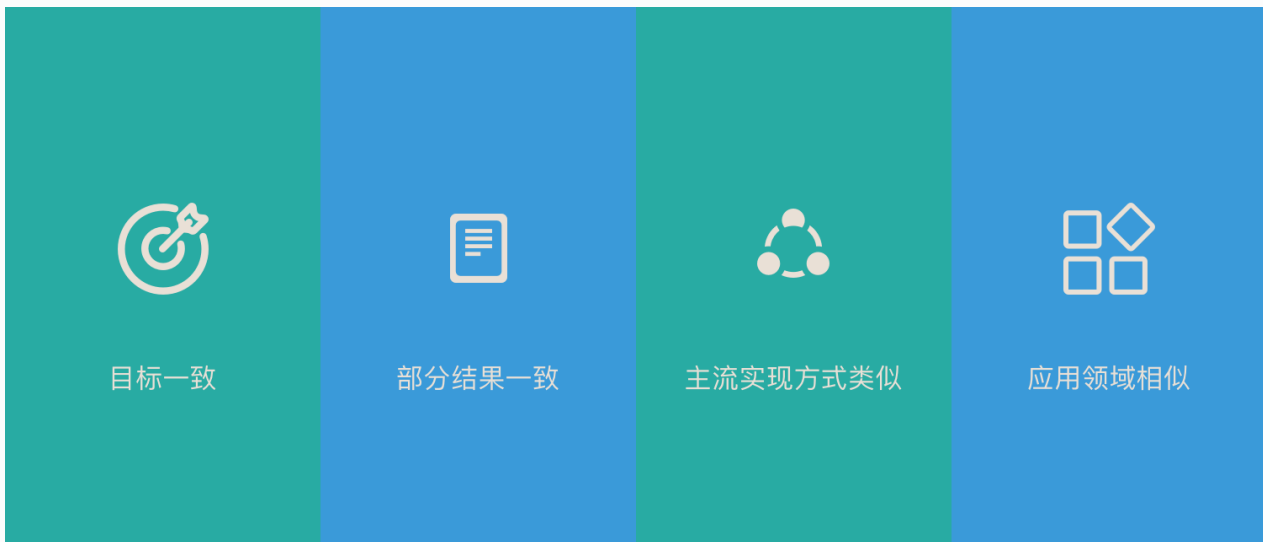 目标一致
部分结果一致
主流实现方式类似
应用领域相似